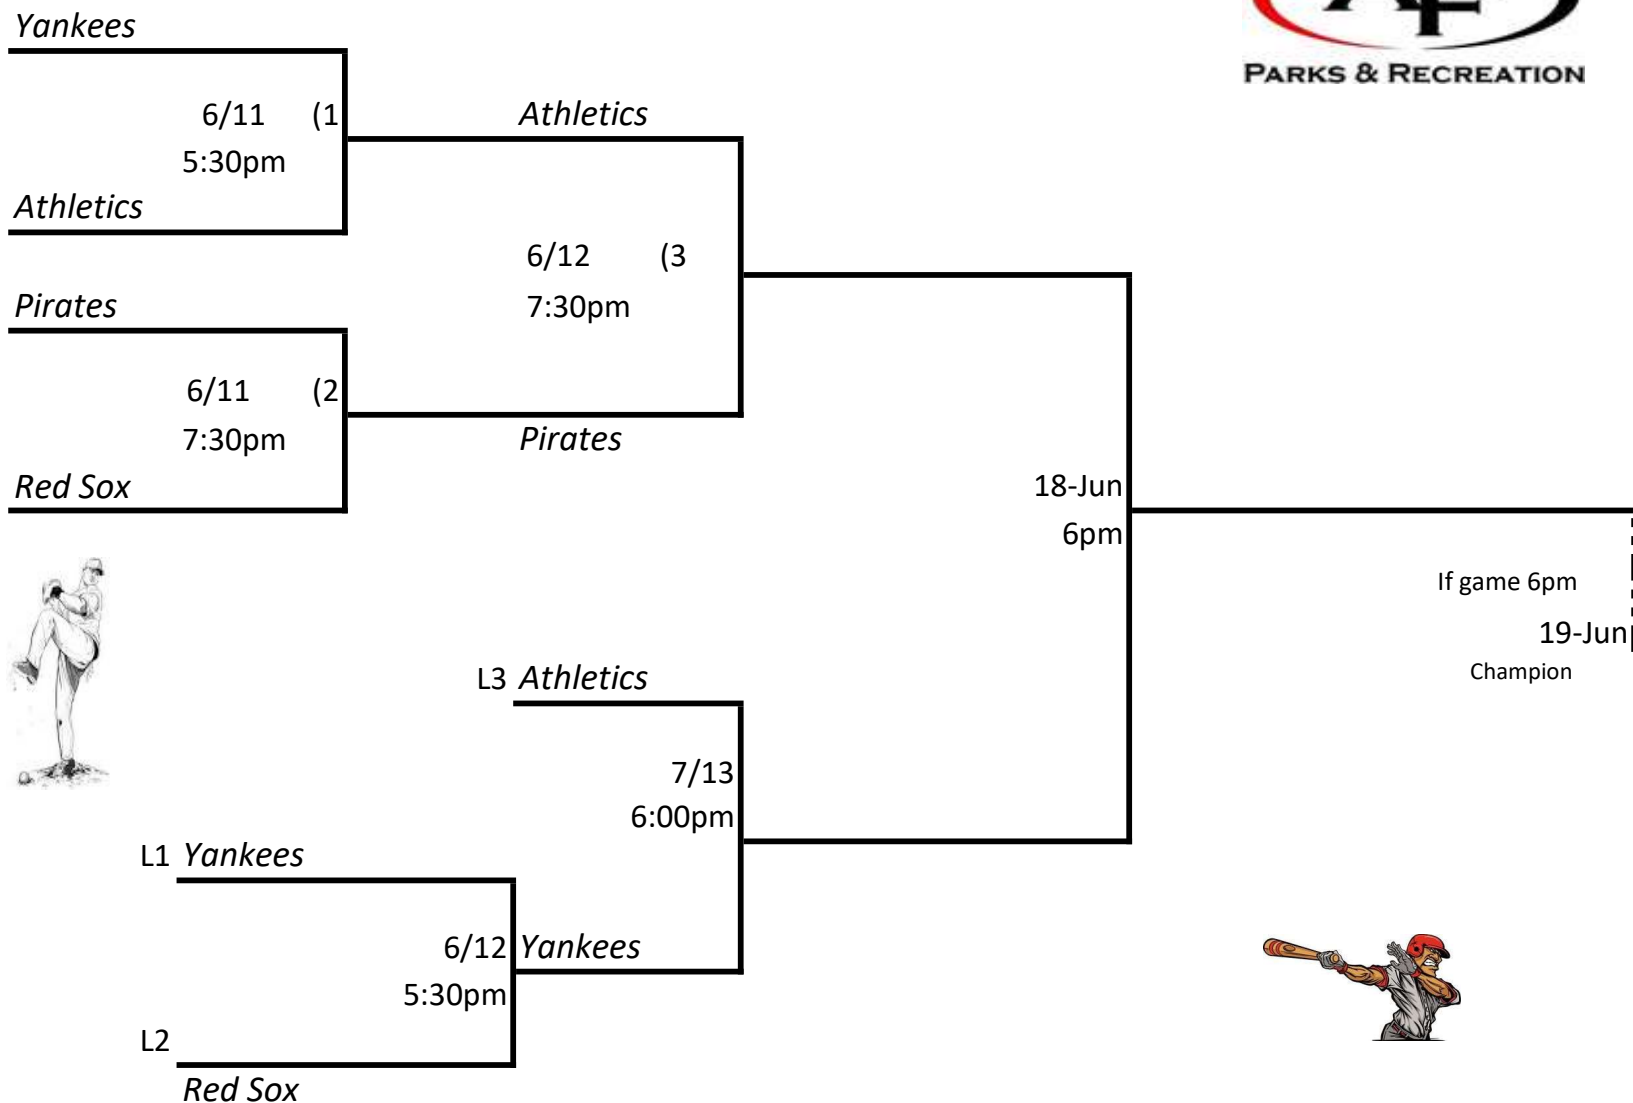 Yankees
PARKS & RECREATION
6/11 (1
Athletics
5:30pm
Athletics
6/12 (3
Pirates
7:30pm
6/11 (2
7:30pm
Pirates
Red Sox
18-Jun
6pm
If game 6pm
19-Jun
Champion
L3 Athletics
7/13
6:00pm
L1 Yankees
6/12 Yankees
5:30pm
L2
Red Sox